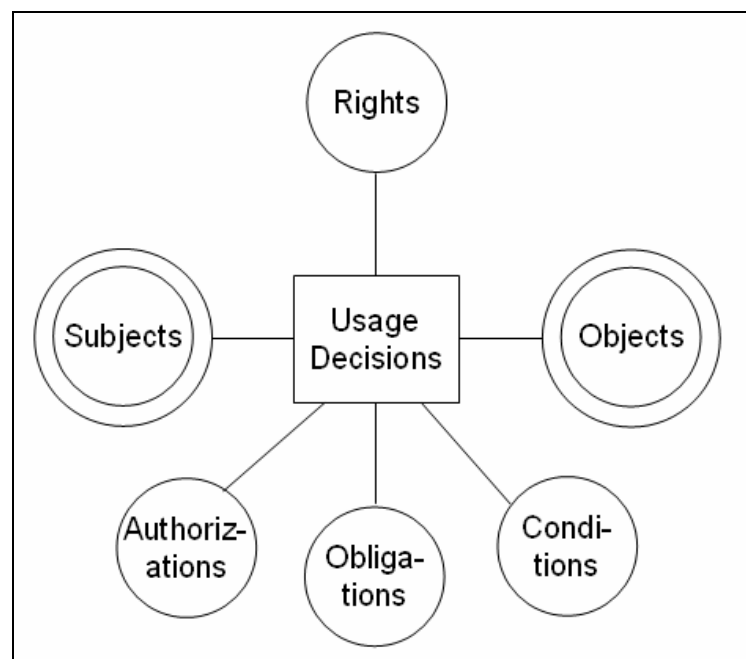 Rights
Subjects
Usage
Decisions
Objects
Authoriz-
ations
Obliga-
tions
Condi-
tions